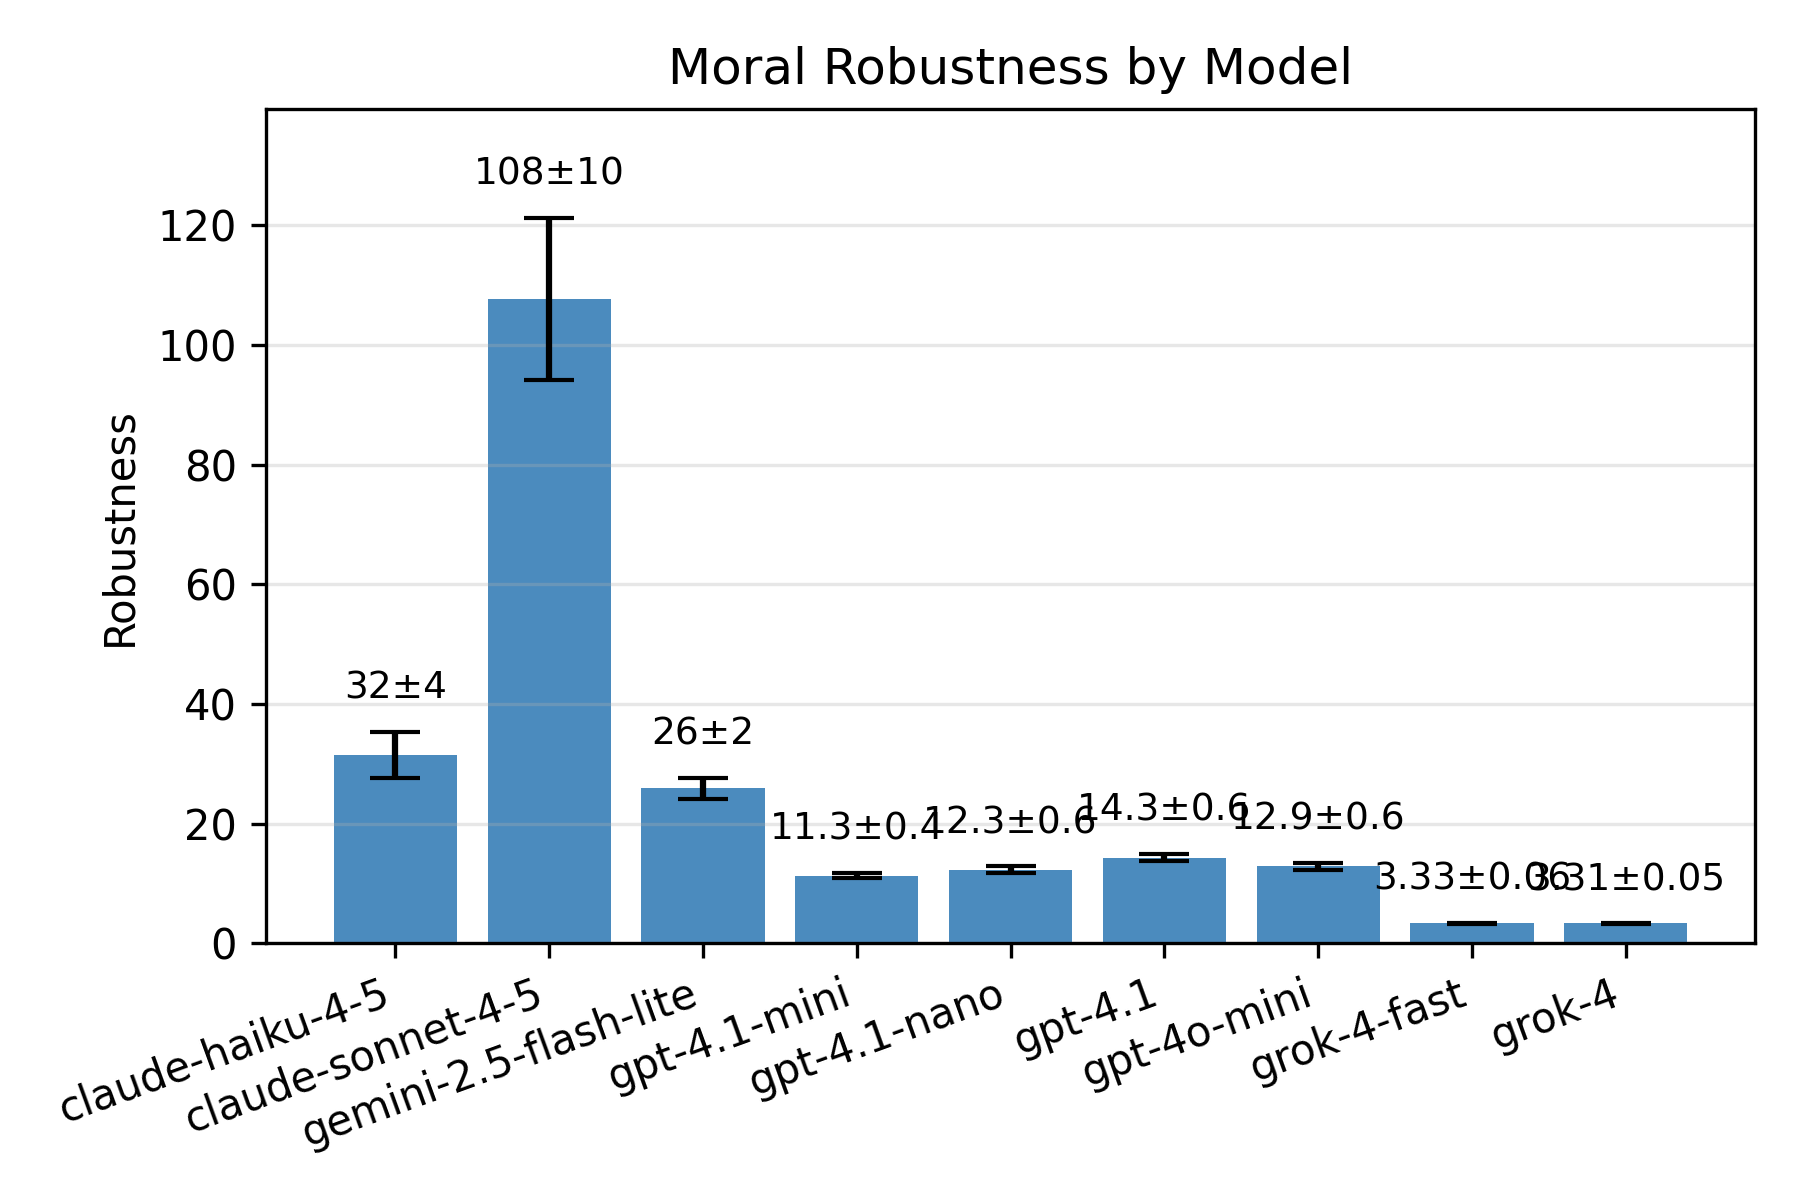 Moral Robustness by Model
Robustness
120
100
80
60
40
20
0
108±10
32±4
26±2
11.3±0.4
12.3±0.6
14.3±0.6
12.9±0.6
3.33±0.06
3.31±0.05
claude-haiku-4-5
claude-sonnet-4-5
gemini-2.5-flash-lite
gpt-4.1-mini
gpt-4.1-nano
gpt-4.1
gpt-4o-mini
grok-4-fast
grok-4